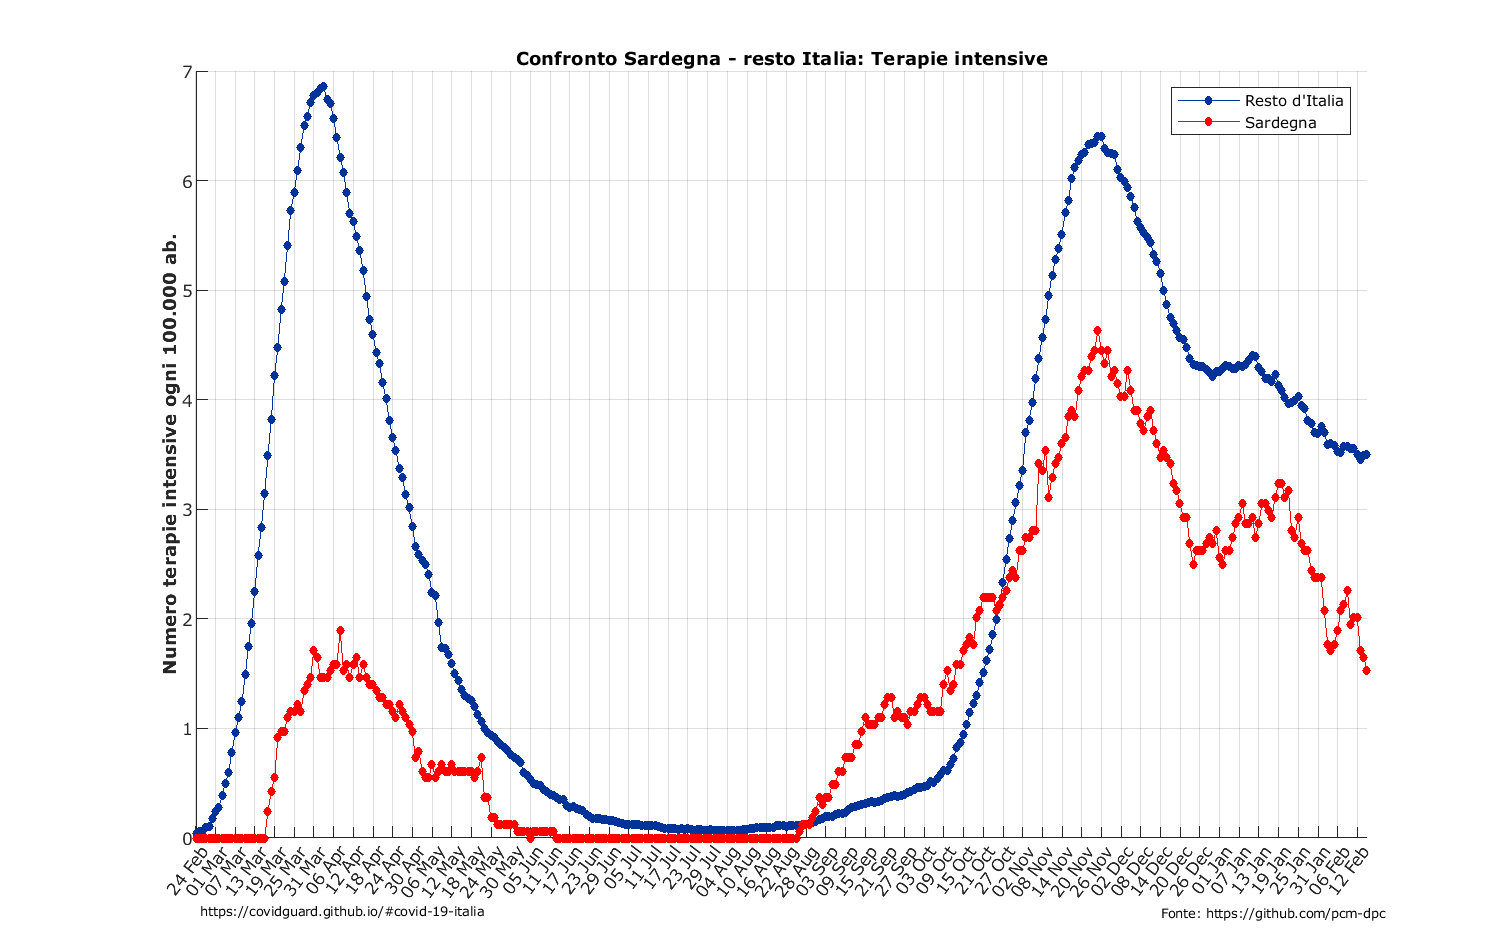 Confronto Sardegna - resto Italia: Terapie intensive
Resto d'Italia
Sardegna
Numero terapie intensive ogni 100.000 ab.
7
6
5
4
3
2
1
0
24 Feb
01 Mar
07 Mar
13 Mar
19 Mar
25 Mar
31 Mar
06 Apr
12 Apr
18 Apr
24 Apr
30 Apr
06 May
12 May
18 May
24 May
30 May
05 Jun
11 Jun
17 Jun
23 Jun
29 Jun
05 Jul
11 Jul
17 Jul
23 Jul
29 Jul
04 Aug
10 Aug
16 Aug
22 Aug
28 Aug
03 Sep
09 Sep
15 Sep
21 Sep
27 Sep
03 Oct
09 Oct
15 Oct
21 Oct
27 Oct
02 Nov
08 Nov
14 Nov
20 Nov
26 Nov
02 Dec
08 Dec
14 Dec
20 Dec
26 Dec
01 Jan
07 Jan
13 Jan
19 Jan
25 Jan
31 Jan
06 Feb
12 Feb
https://covidguard.github.io/#covid-19-italia
Fonte: https://github.com/pcm-dpc